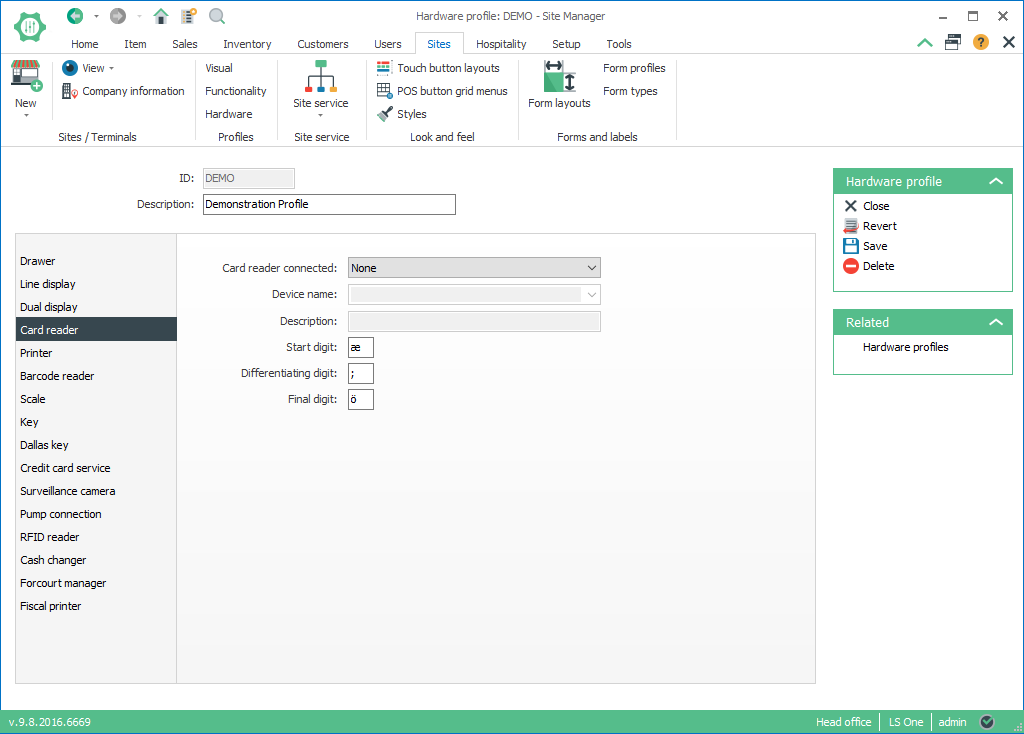 Hardware profile: DEMO - Site Manager
Home Item Sales Inventory Customers Users Sites Hospitality Setup Tools
New
View
Company information
Sites / Terminals
Visual
Functionality
Hardware
Profiles
Site service
Site service
Touch button layouts
POS button grid menus
Styles
Look and feel
Form layouts
Form profiles
Form types
Forms and labels
ID: DEMO
Description: Demonstration Profile
Drawer
Line display
Dual display
Card reader
Printer
Barcode reader
Scale
Key
Dallas key
Credit card service
Surveillance camera
Pump connection
RFID reader
Cash changer
Forcourt manager
Fiscal printer
Card reader connected: None
Device name:
Description:
Start digit: æ
Differentiating digit: ;
Final digit: ö
Hardware profile
Close
Revert
Save
Delete
Related
Hardware profiles
v.9.8.2016.6669
Head office LS One admin